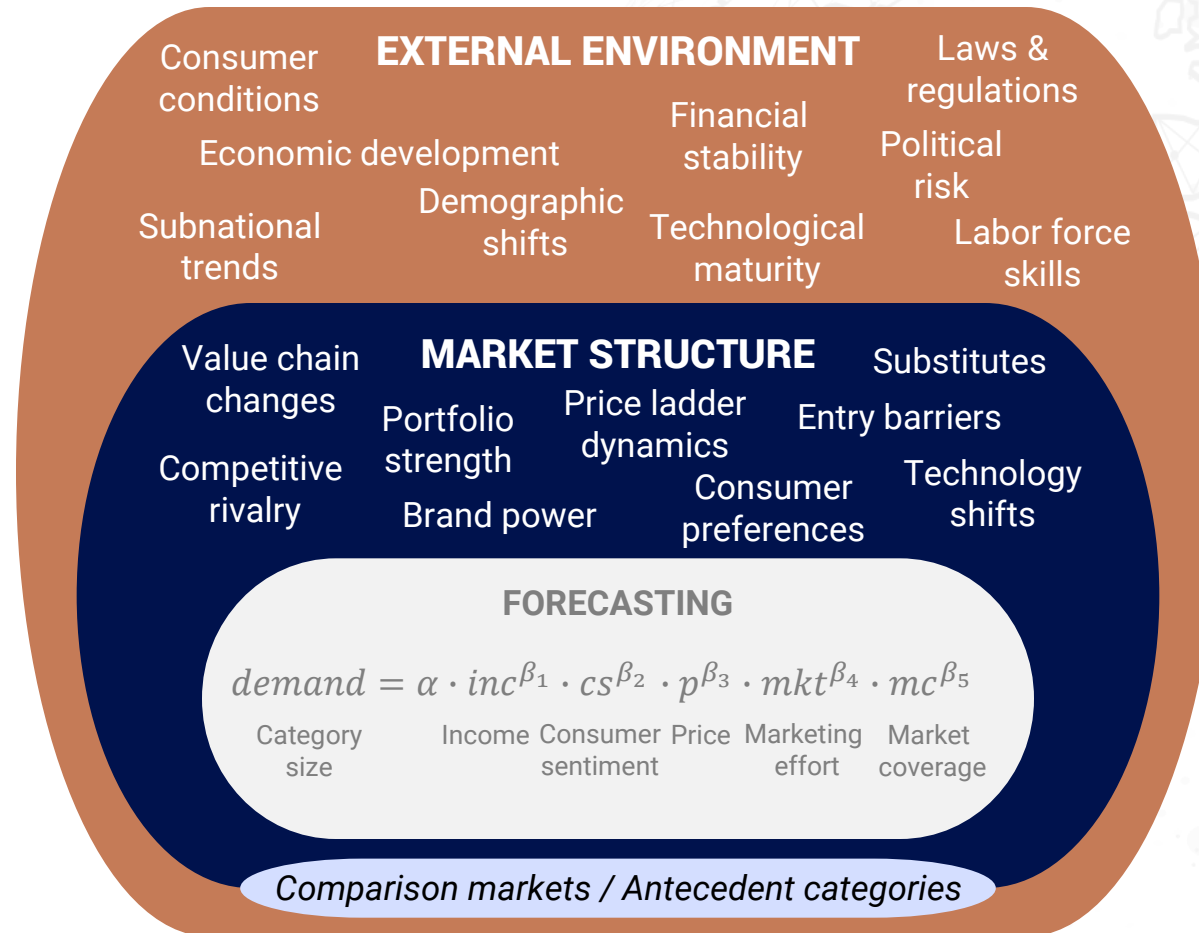 EXTERNAL ENVIRONMENT
Consumer
conditions
Laws &
regulations
Financial
stability
Economic development
Political
risk
Demographic
shifts
Subnational
trends
Technological
maturity
Labor force
skills
MARKET STRUCTURE
Value chain
changes
Substitutes
Portfolio
strength
Price ladder
dynamics
Entry barriers
Competitive
rivalry
Brand power
Consumer
preferences
Technology
shifts
FORECASTING
demand = α · inc^β₁ · cs^β₂ · p^β₃ · mkt^β₄ · mc^β₅
Category
size
Income
Consumer
sentiment
Price
Marketing
effort
Market
coverage
Comparison markets / Antecedent categories